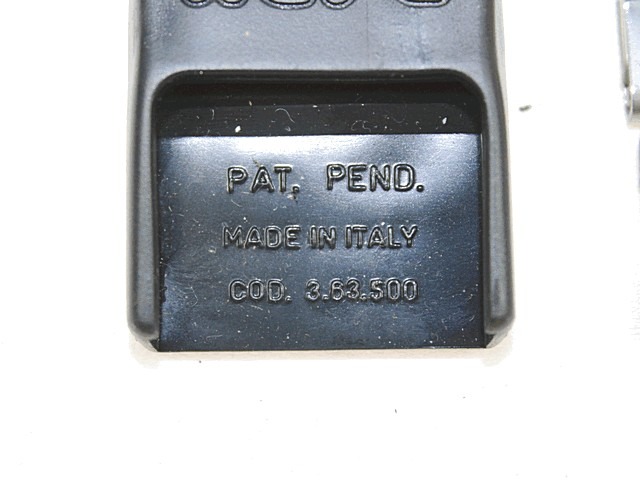 PAT. PEND.
MADE IN ITALY
COD. 3.63.500